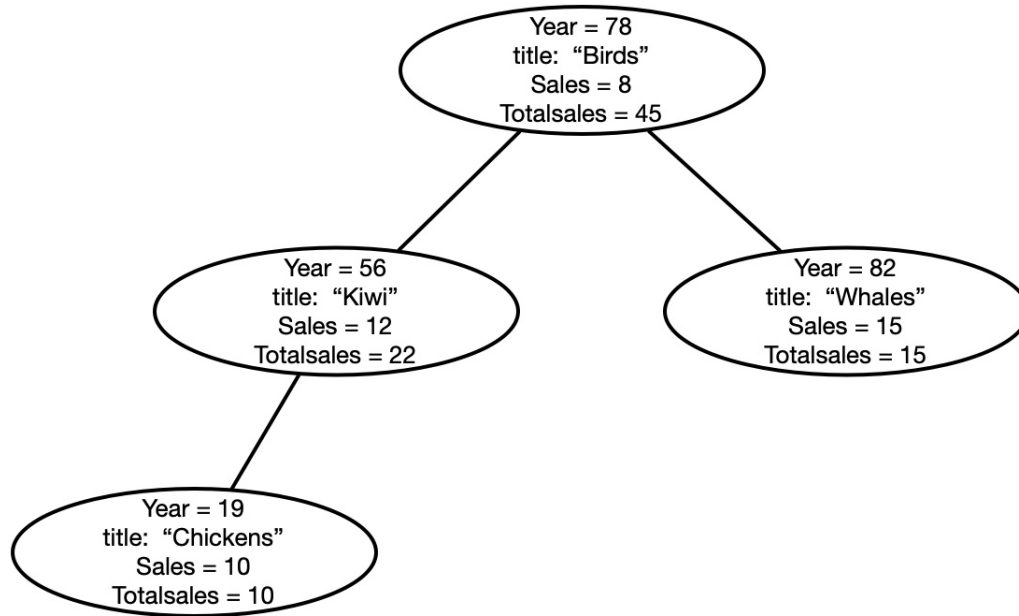 Year = 78
title:  “Birds”
Sales = 8
Totalsales = 45
Year = 56
title:  “Kiwi”
Sales = 12
Totalsales = 22
Year = 82
title:  “Whales”
Sales = 15
Totalsales = 15
Year = 19
title:  “Chickens”
Sales = 10
Totalsales = 10